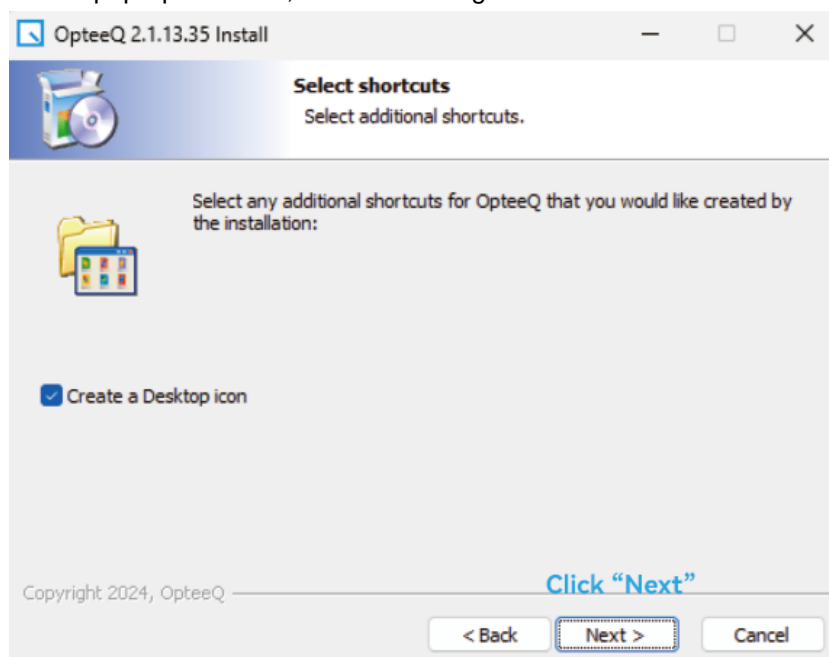 OpteeQ 2.1.13.35 Install
Select shortcuts
Select additional shortcuts.
Select any additional shortcuts for OpteeQ that you would like created by
the installation:
Create a Desktop icon
Click “Next”
Copyright 2024, OpteeQ
< Back
Next >
Cancel